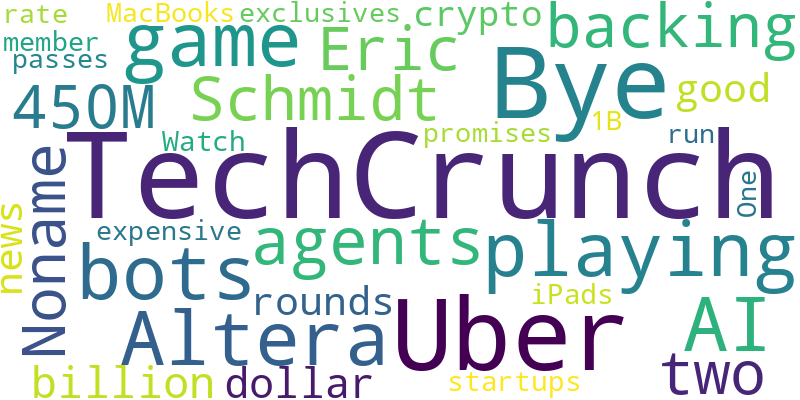 rate
MacBooks
exclusives
crypto
member
passes
game
Eric
backing
450M
Schmidt
Bye
good
Watch
promises
1B
run
TechCrunch
One
Noname
news
expensive
agents
playing
bots
rounds
iPads
Altera
Uber
AI
billion
dollar
startups
two